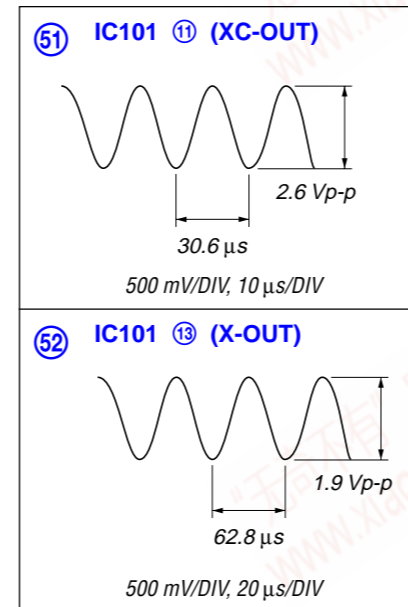 51 IC101 ⑪ (XC-OUT)
2.6 Vp-p
30.6 µs
500 mV/DIV, 10 µs/DIV
52 IC101 ⑬ (X-OUT)
1.9 Vp-p
62.8 µs
500 mV/DIV, 20 µs/DIV